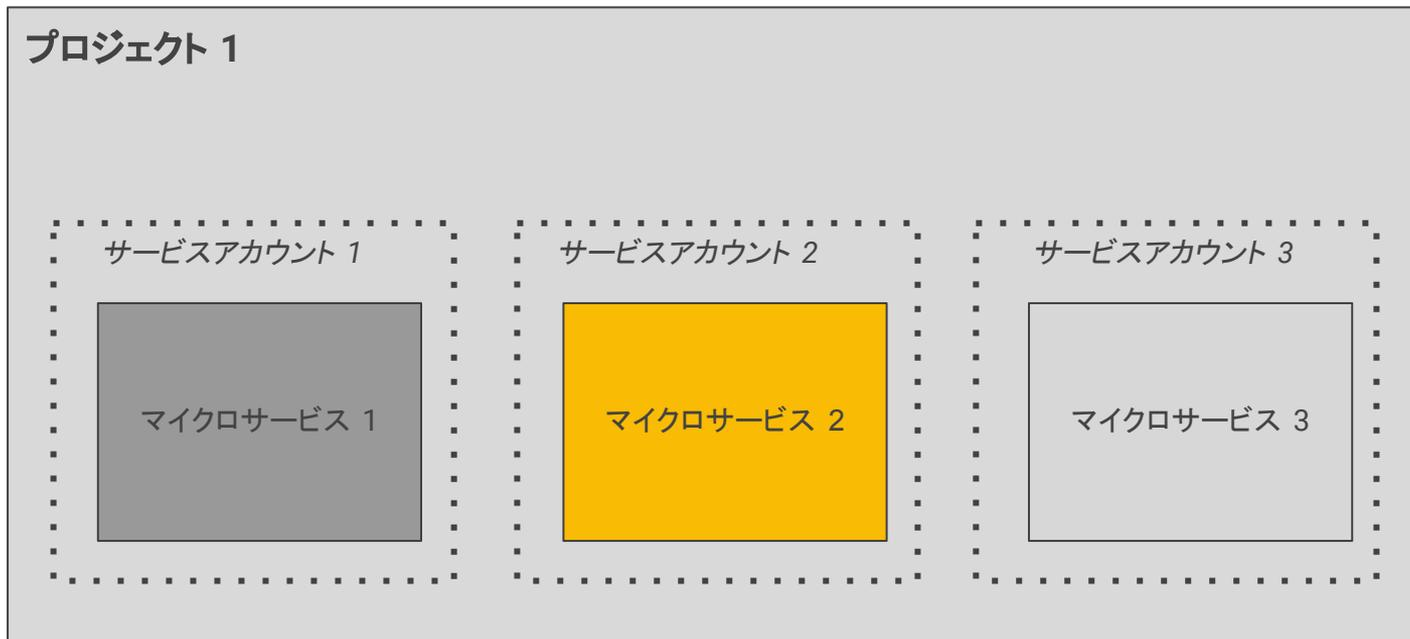 プロジェクト 1
サービスアカウント 1
サービスアカウント 2
サービスアカウント 3
マイクロサービス 1
マイクロサービス 2
マイクロサービス 3